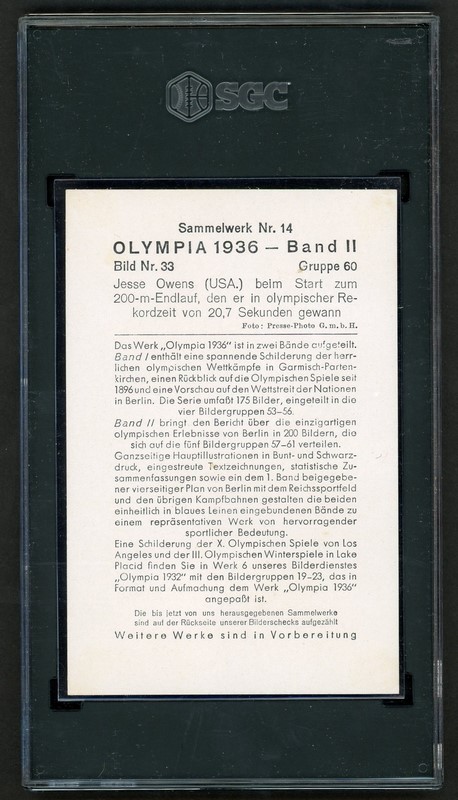 SGC
Sammelwerk Nr. 14
OLYMPIA 1936 — Band II
Bild Nr. 33 Gruppe 60
Jesse Owens (USA.) beim Start zum
200-m-Endlauf, den er in olympischer Re-
kordzeit von 20,7 Sekunden gewann
Foto: Presse-Photo G. m. b. H.
Das Werk „Olympia 1936" ist in zwei Bände aufgeteilt.
Band I enthält eine spannende Schilderung der herr-
lichen olympischen Wettkämpfe in Garmisch-Parten-
kirchen, einen Rückblick auf die Olympischen Spiele seit
1896 und eine Vorschau auf den Wettstreit der Nationen
in Berlin. Die Serie umfaßt 175 Bilder, eingeteilt in die
vier Bildergruppen 53–56.
Band II bringt den Bericht über die einzigartigen
olympischen Erlebnisse von Berlin in 200 Bildern, die
sich auf die fünf Bildergruppen 57–61 verteilen.
Ganzseitige Hauptillustrationen in Bunt- und Schwarz-
druck, eingestreute Textzeichnungen, statistische Zu-
sammenfassungen sowie ein dem 1. Band beigegebe-
ner vierseitiger Plan von Berlin mit dem Reichssportfeld
und den übrigen Kampfbahnen gestalten die beiden
einheitlich in blaues Leinen eingebundenen Bände zu
einem repräsentativen Werk von hervorragender
sportlicher Bedeutung.
Eine Schilderung der X. Olympischen Spiele von Los
Angeles und der III. Olympischen Winterspiele in Lake
Placid finden Sie in Werk 6 unseres Bilderdienstes
„Olympia 1932" mit den Bildergruppen 19–23, das in
Format und Aufmachung dem Werk „Olympia 1936"
angepaßt ist.
Die bis jetzt von uns herausgegebenen Sammelwerke
sind auf der Rückseite unserer Bilderschecks aufgezählt
Weitere Werke sind in Vorbereitung